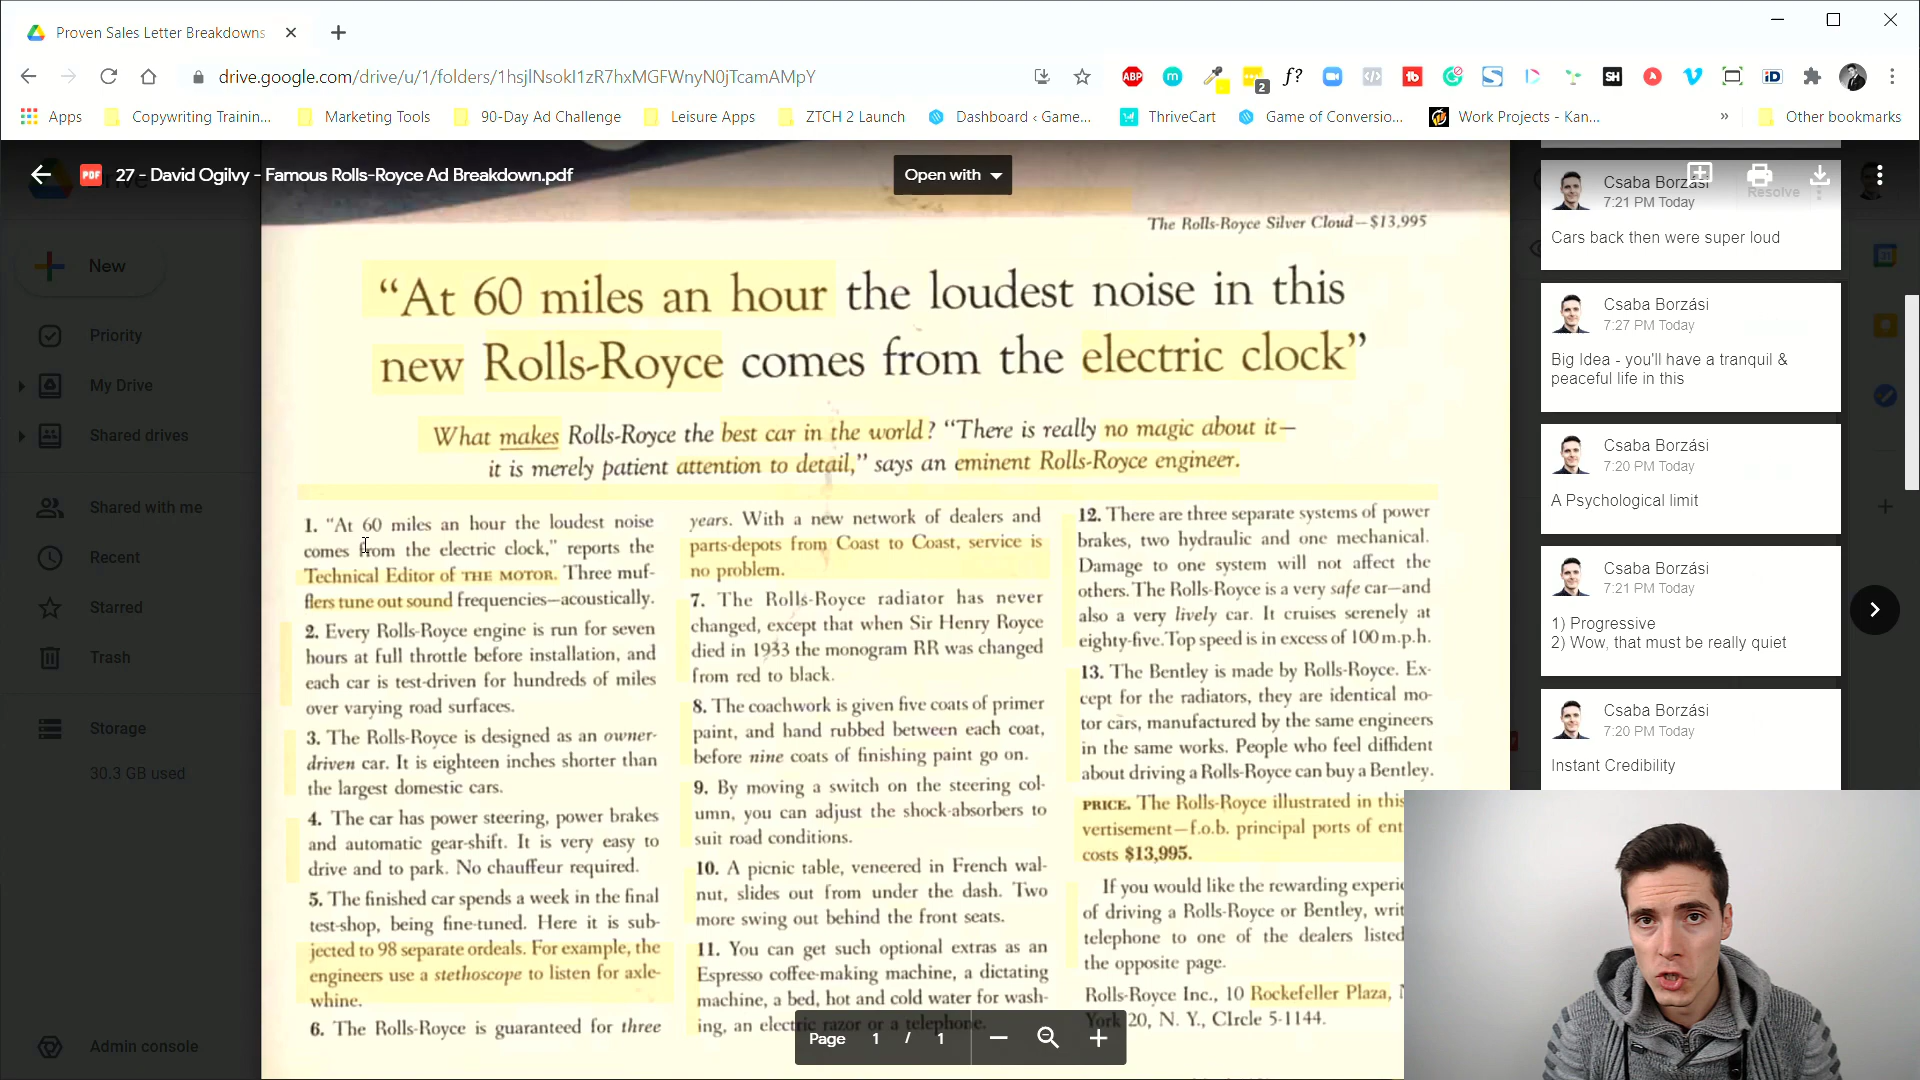 Proven Sales Letter Breakdowns
drive.google.com/drive/u/1/folders/1hsjlNsokI1zR7hxMGFWnyN0jTcamAMpY
ABP
m
2
f?
SH
iD
Apps
Copywriting Trainin...
Marketing Tools
90-Day Ad Challenge
Leisure Apps
ZTCH 2 Launch
Dashboard ‹ Game...
ThriveCart
Game of Conversio...
Work Projects - Kan...
»
Other bookmarks
PDF
27 - David Ogilvy - Famous Rolls-Royce Ad Breakdown.pdf
Open with
New
Priority
My Drive
Shared drives
Shared with me
Recent
Starred
Trash
Storage
30.3 GB used
Admin console
The Rolls-Royce Silver Cloud—$13,995
“At 60 miles an hour the loudest noise in this
new Rolls-Royce comes from the electric clock”
What makes Rolls-Royce the best car in the world? “There is really no magic about it—
it is merely patient attention to detail,” says an eminent Rolls-Royce engineer.
1. “At 60 miles an hour the loudest noise
comes from the electric clock,” reports the
Technical Editor of THE MOTOR. Three muf-
flers tune out sound frequencies—acoustically.
2. Every Rolls-Royce engine is run for seven
hours at full throttle before installation, and
each car is test-driven for hundreds of miles
over varying road surfaces.
3. The Rolls-Royce is designed as an owner-
driven car. It is eighteen inches shorter than
the largest domestic cars.
4. The car has power steering, power brakes
and automatic gear-shift. It is very easy to
drive and to park. No chauffeur required.
5. The finished car spends a week in the final
test-shop, being fine-tuned. Here it is sub-
jected to 98 separate ordeals. For example, the
engineers use a stethoscope to listen for axle-
whine.
6. The Rolls-Royce is guaranteed for three
years. With a new network of dealers and
parts-depots from Coast to Coast, service is
no problem.
7. The Rolls-Royce radiator has never
changed, except that when Sir Henry Royce
died in 1933 the monogram RR was changed
from red to black.
8. The coachwork is given five coats of primer
paint, and hand rubbed between each coat,
before nine coats of finishing paint go on.
9. By moving a switch on the steering col-
umn, you can adjust the shock-absorbers to
suit road conditions.
10. A picnic table, veneered in French wal-
nut, slides out from under the dash. Two
more swing out behind the front seats.
11. You can get such optional extras as an
Espresso coffee-making machine, a dictating
machine, a bed, hot and cold water for wash-
ing, an electric razor or a telephone.
12. There are three separate systems of power
brakes, two hydraulic and one mechanical.
Damage to one system will not affect the
others. The Rolls-Royce is a very safe car—and
also a very lively car. It cruises serenely at
eighty-five. Top speed is in excess of 100 m.p.h.
13. The Bentley is made by Rolls-Royce. Ex-
cept for the radiators, they are identical mo-
tor cars, manufactured by the same engineers
in the same works. People who feel diffident
about driving a Rolls-Royce can buy a Bentley.
PRICE. The Rolls-Royce illustrated in this
vertisement—f.o.b. principal ports of ent
costs $13,995.
If you would like the rewarding experi
of driving a Rolls-Royce or Bentley, writ
telephone to one of the dealers listed
the opposite page.
Rolls-Royce Inc., 10 Rockefeller Plaza,
York 20, N. Y., CIrcle 5-1144.
Page 1 / 1
Csaba Borzási
7:21 PM Today
Resolve
Cars back then were super loud
Csaba Borzási
7:27 PM Today
Big Idea - you'll have a tranquil &
peaceful life in this
Csaba Borzási
7:20 PM Today
A Psychological limit
Csaba Borzási
7:21 PM Today
1) Progressive
2) Wow, that must be really quiet
Csaba Borzási
7:20 PM Today
Instant Credibility